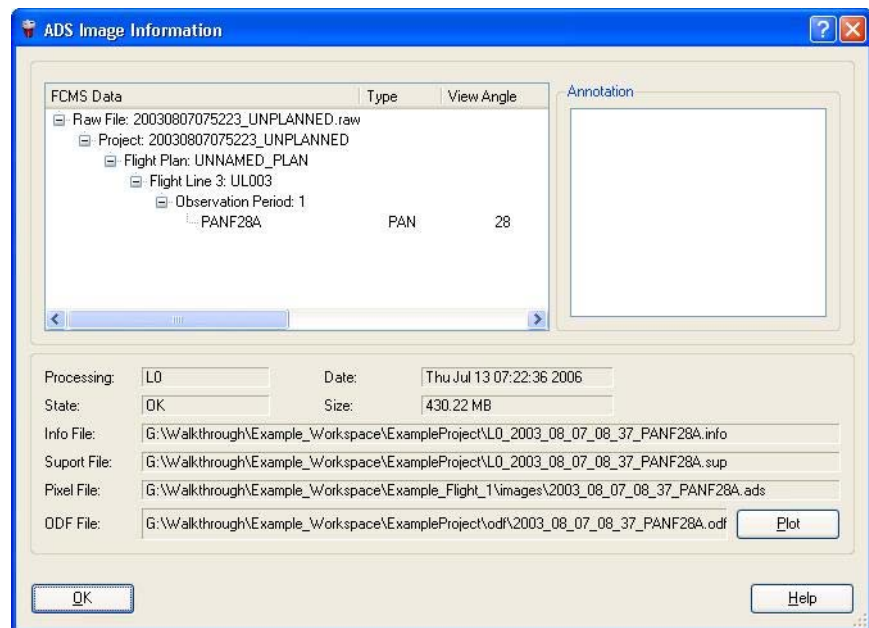 ADS Image Information
FCMS Data Type View Angle
Raw File: 20030807075223_UNPLANNED.raw
Project: 20030807075223_UNPLANNED
Flight Plan: UNNAMED_PLAN
Flight Line 3: UL003
Observation Period: 1
PANF28A PAN 28
Annotation
Processing: L0 Date: Thu Jul 13 07:22:36 2006
State: OK Size: 430.22 MB
Info File: G:\Walkthrough\Example_Workspace\ExampleProject\L0_2003_08_07_08_37_PANF28A.info
Suport File: G:\Walkthrough\Example_Workspace\ExampleProject\L0_2003_08_07_08_37_PANF28A.sup
Pixel File: G:\Walkthrough\Example_Workspace\Example_Flight_1\images\2003_08_07_08_37_PANF28A.ads
ODF File: G:\Walkthrough\Example_Workspace\ExampleProject\odf\2003_08_07_08_37_PANF28A.odf Plot
OK Help